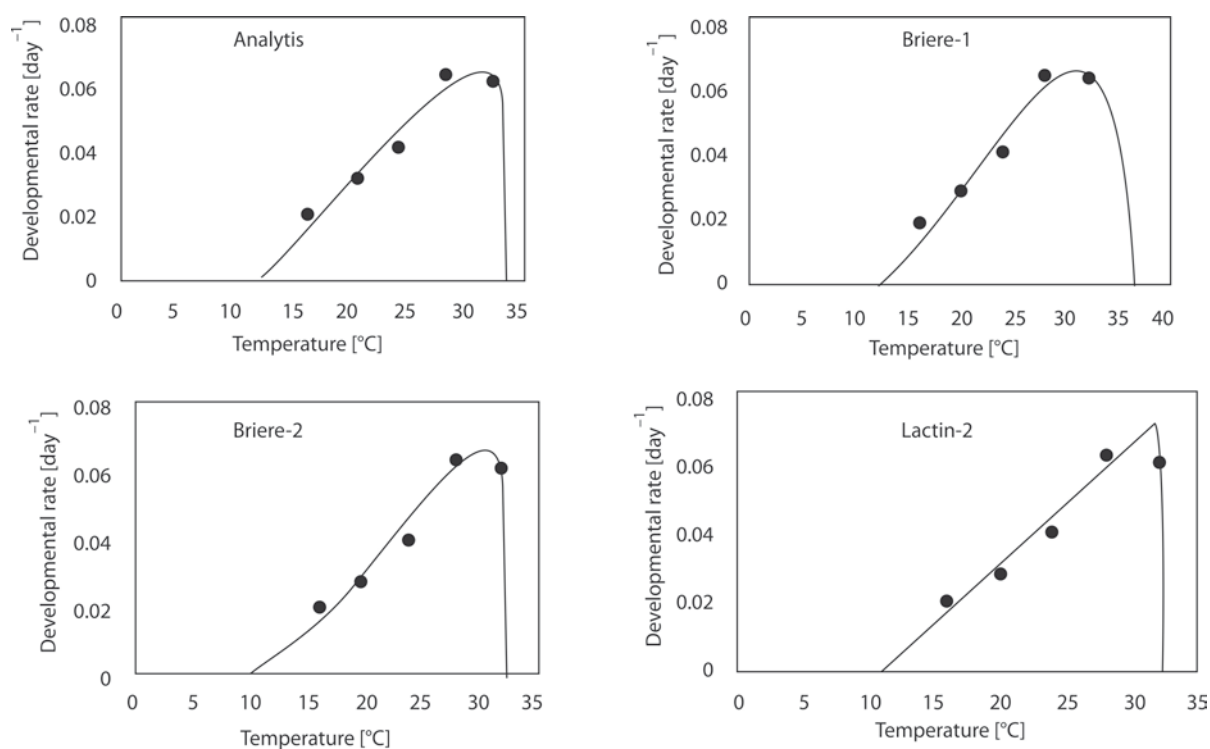 Analytis
Developmental rate [day⁻¹]
0.08
0.06
0.04
0.02
0
0 5 10 15 20 25 30 35
Temperature [°C]
Briere-1
Developmental rate [day⁻¹]
0.08
0.06
0.04
0.02
0
0 5 10 15 20 25 30 35 40
Temperature [°C]
Briere-2
Developmental rate [day⁻¹]
0.08
0.06
0.04
0.02
0
0 5 10 15 20 25 30 35
Temperature [°C]
Lactin-2
Developmental rate [day⁻¹]
0.08
0.06
0.04
0.02
0
0 5 10 15 20 25 30 35
Temperature [°C]